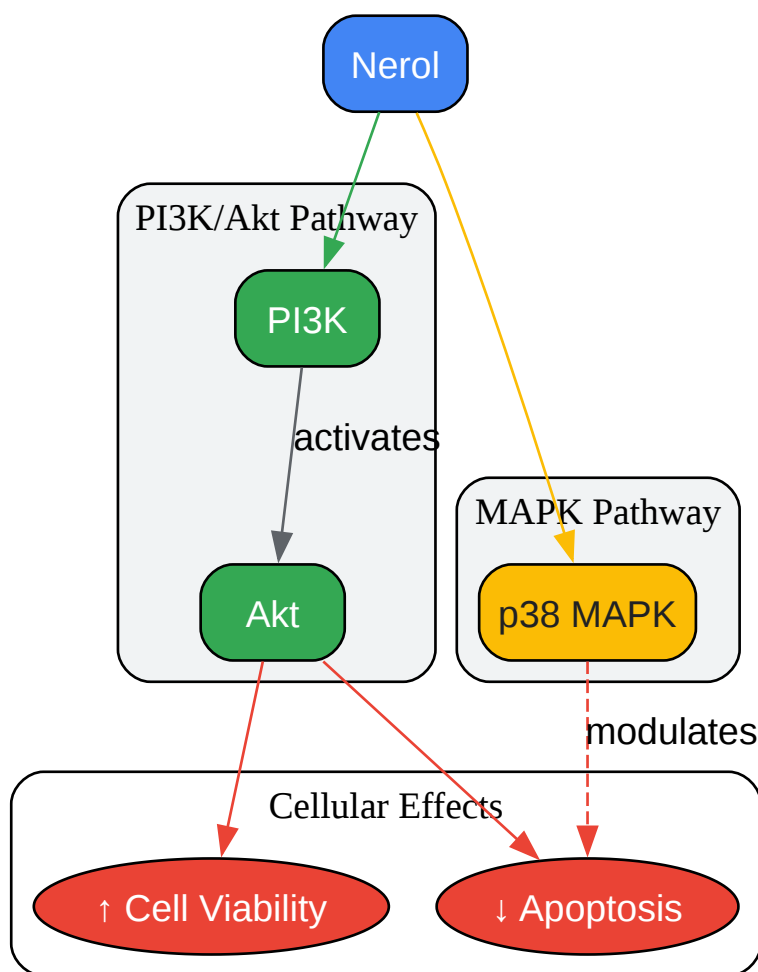 Nerol
PI3K/Akt Pathway
PI3K
activates
MAPK Pathway
Akt
p38 MAPK
modulates
Cellular Effects
↑ Cell Viability
↓ Apoptosis